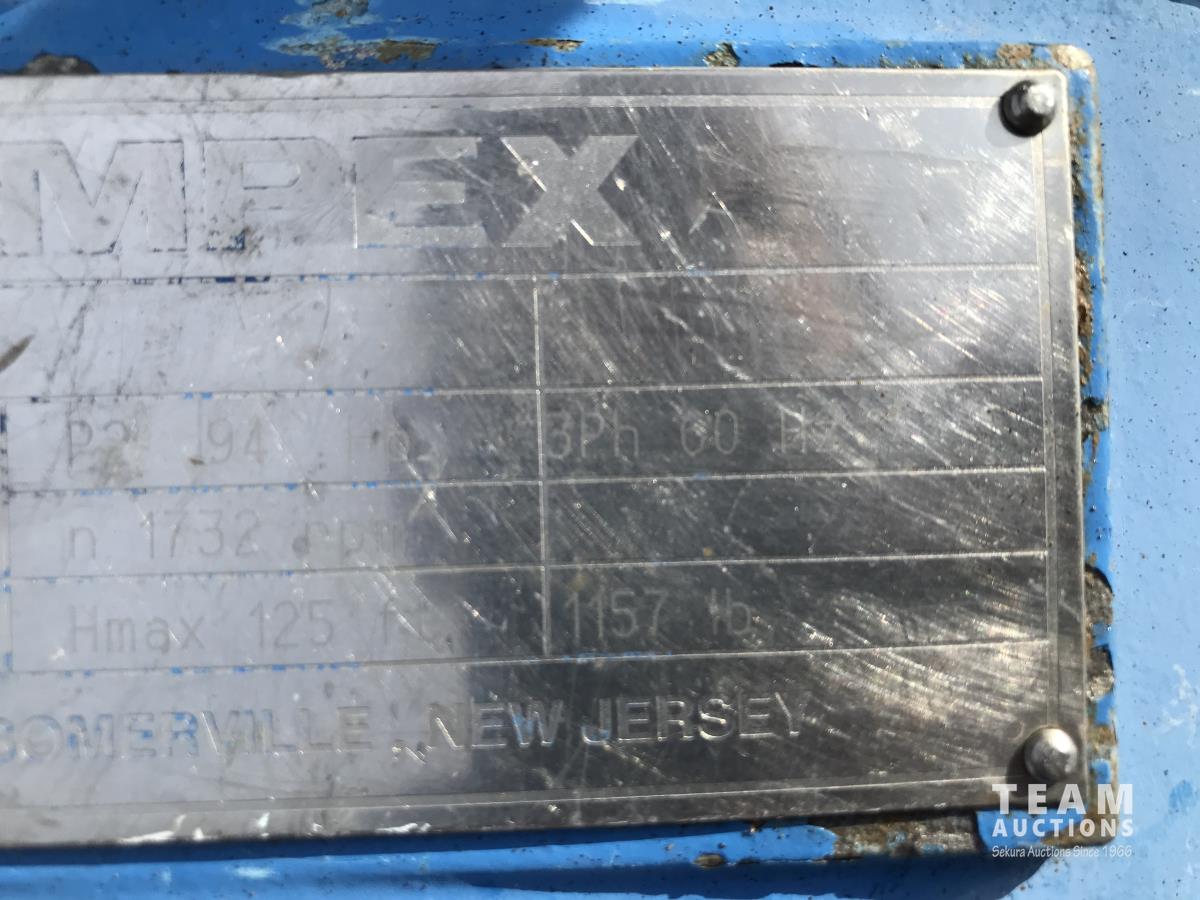 MPEX
P2 94 Hp 3Ph 60 Hz
n 1732 rpm
Hmax 125 ft 1157 lb
SOMERVILLE, NEW JERSEY
TEAM
AUCTIONS
Sekura Auctions Since 1966